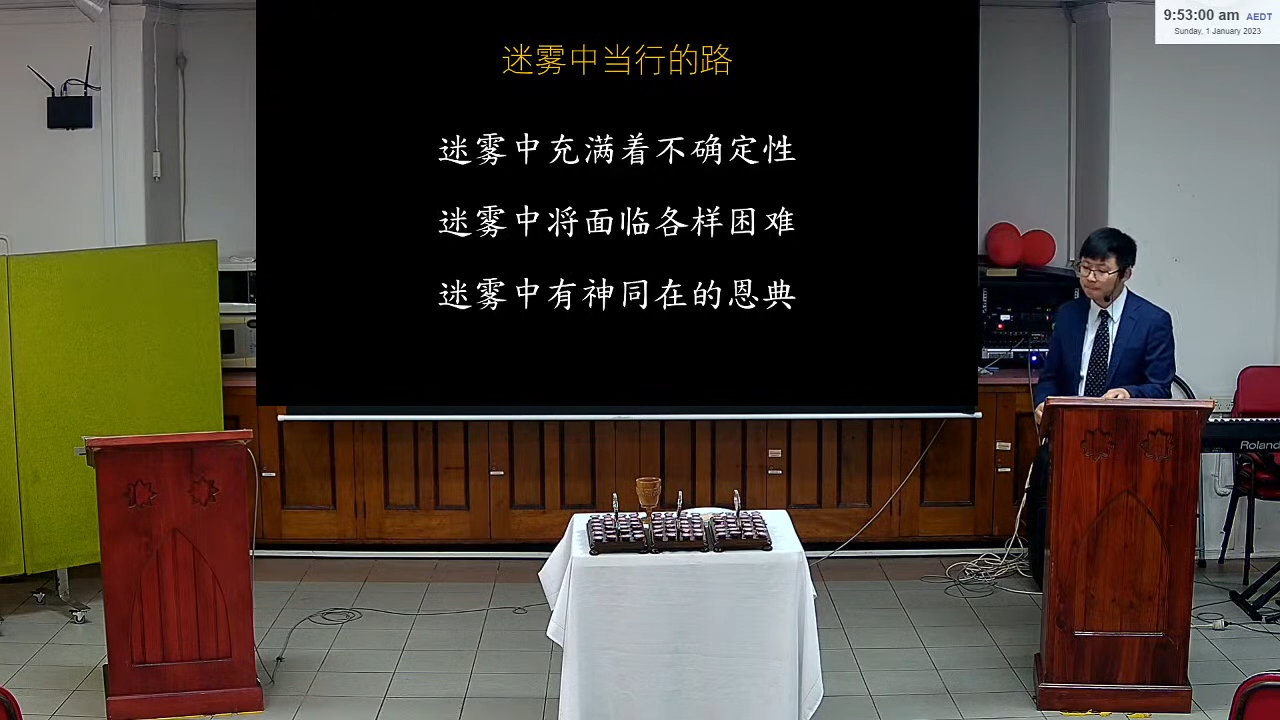 9:53:00 am AEDT
Sunday, 1 January 2023
迷雾中当行的路
迷雾中充满着不确定性
迷雾中将面临各样困难
迷雾中有神同在的恩典
Roland